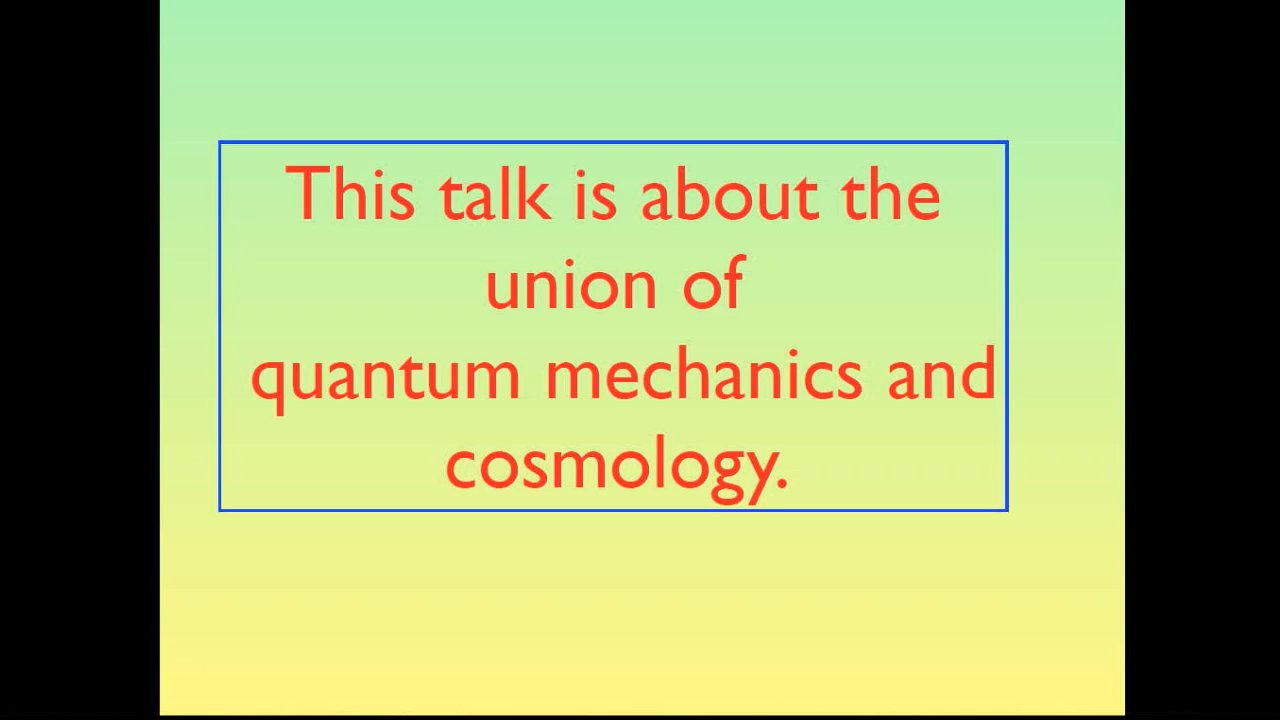 This talk is about the
union of
quantum mechanics and
cosmology.